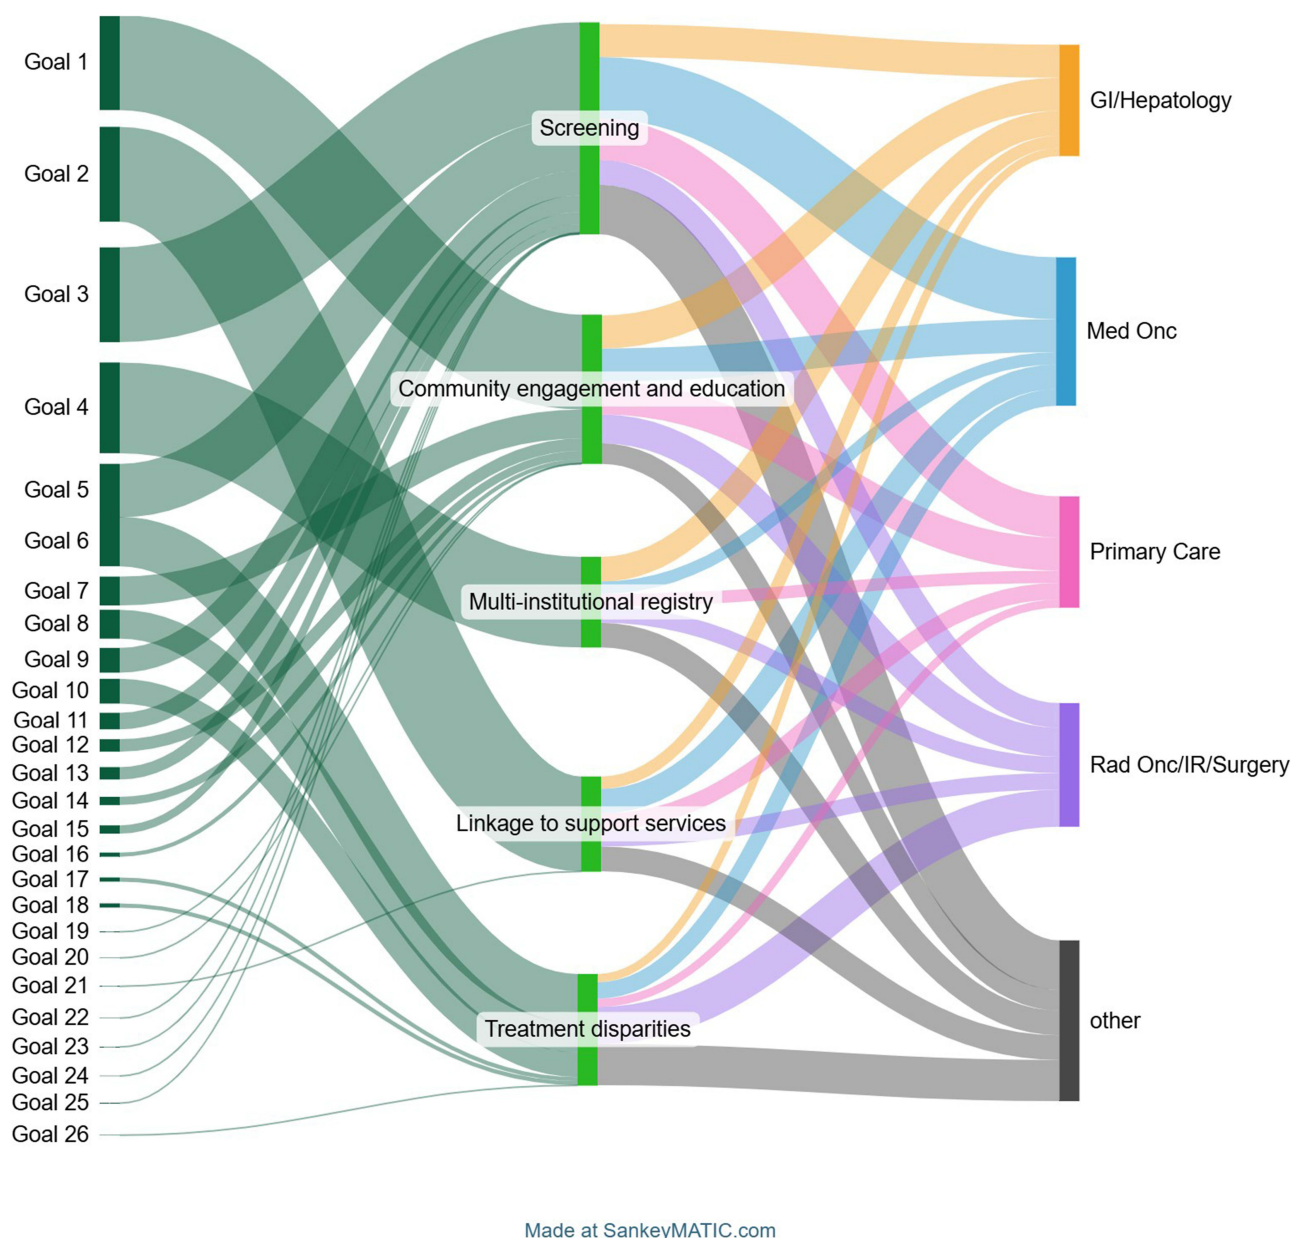 Goal 1
Goal 2
Goal 3
Goal 4
Goal 5
Goal 6
Goal 7
Goal 8
Goal 9
Goal 10
Goal 11
Goal 12
Goal 13
Goal 14
Goal 15
Goal 16
Goal 17
Goal 18
Goal 19
Goal 20
Goal 21
Goal 22
Goal 23
Goal 24
Goal 25
Goal 26
Screening
Community engagement and education
Multi-institutional registry
Linkage to support services
Treatment disparities
GI/Hepatology
Med Onc
Primary Care
Rad Onc/IR/Surgery
other
Made at SankeyMATIC.com